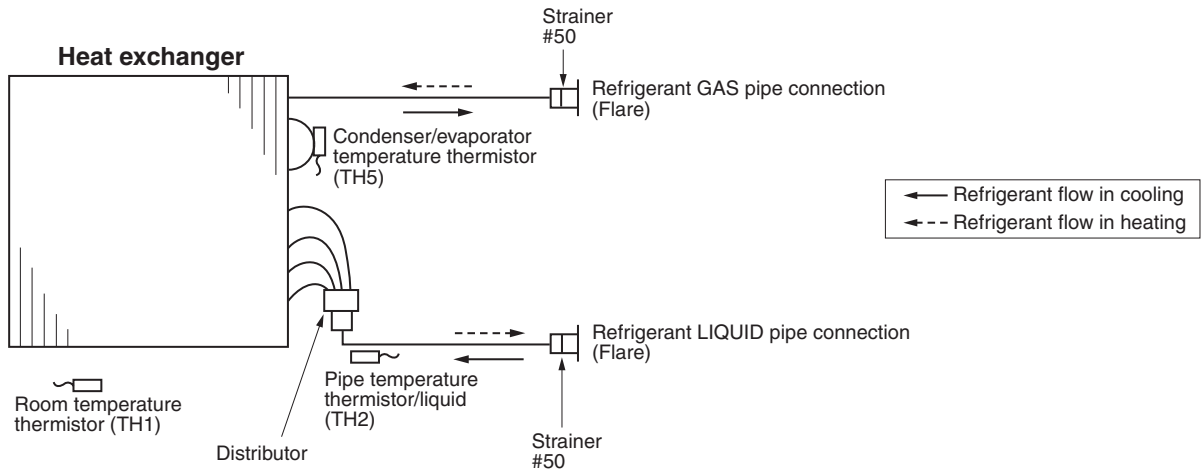 Strainer
#50
Heat exchanger
Refrigerant GAS pipe connection
(Flare)
Condenser/evaporator
temperature thermistor
(TH5)
Refrigerant flow in cooling
Refrigerant flow in heating
Refrigerant LIQUID pipe connection
(Flare)
Pipe temperature
thermistor/liquid
(TH2)
Room temperature
thermistor (TH1)
Distributor
Strainer
#50